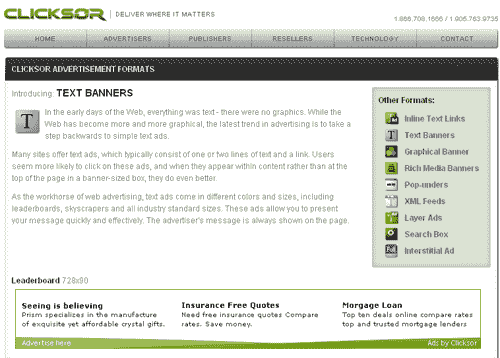 CLICKSOR DELIVER WHERE IT MATTERS
1.866.708.1666 / 1.905.763.9735
HOME ADVERTISERS PUBLISHERS RESELLERS TECHNOLOGY CONTACT
CLICKSOR ADVERTISEMENT FORMATS
Introducing: TEXT BANNERS
T
In the early days of the Web, everything was text - there were no graphics. While the
Web has become more and more graphical, the latest trend in advertising is to take a
step backwards to simple text ads.
Many sites offer text ads, which typically consist of one or two lines of text and a link. Users
seem more likely to click on these ads, and when they appear within content rather than at the
top of the page in a banner-sized box, they do even better.
As the workhorse of web advertising, text ads come in different colors and sizes, including
leaderboards, skyscrapers and all industry standard sizes. These ads allow you to present
your message quickly and effectively. The advertiser's message is always shown on the page.
Other Formats:
Inline Text Links
Text Banners
Graphical Banner
Rich Media Banners
Pop-unders
XML Feeds
Layer Ads
Search Box
Interstitial Ad
Leaderboard 728x90
Seeing is believing
Prism specializes in the manufacture
of exquisite yet affordable crystal gifts.
Insurance Free Quotes
Need free insurance quotes Compare
rates. Save money.
Morgage Loan
Top ten deals online compare rates
top and trusted mortgage lenders
Advertise here
Ads by Clicksor